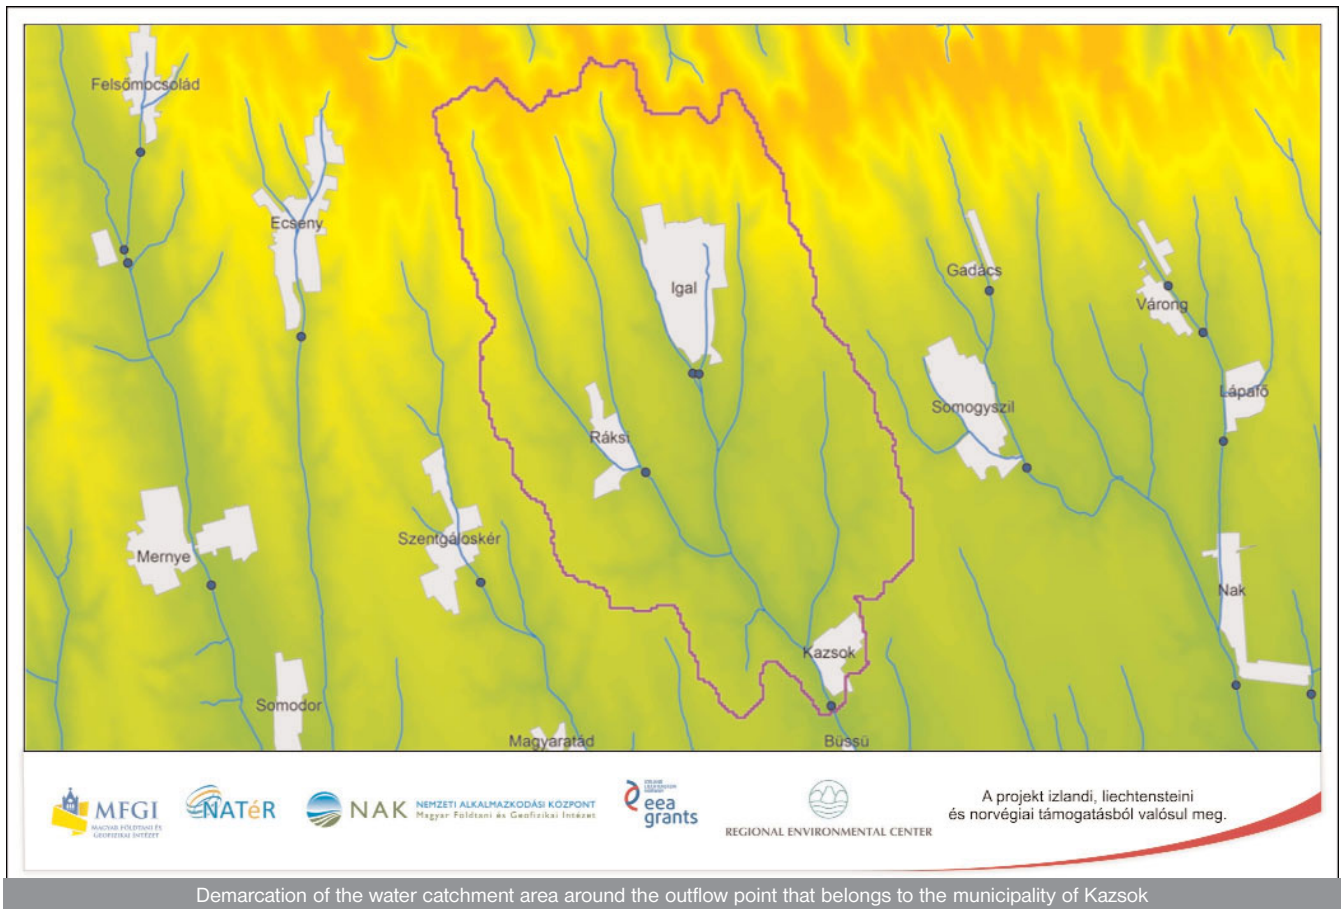 Felsőmocsolád
Ecseny
Igal
Gadács
Várong
Lápafő
Somogyszil
Ráksi
Szentgáloskér
Mernye
Nak
Kazsok
Somodor
Magyaratád
Büssü
MFGI
MAGYAR FÖLDTANI ÉS
GEOFIZIKAI INTÉZET
NATéR
NAK NEMZETI ALKALMAZKODÁSI KÖZPONT
Magyar Földtani és Geofizikai Intézet
eea
grants
REGIONAL ENVIRONMENTAL CENTER
A projekt izlandi, liechtensteini
és norvégiai támogatásból valósul meg.
Demarcation of the water catchment area around the outflow point that belongs to the municipality of Kazsok